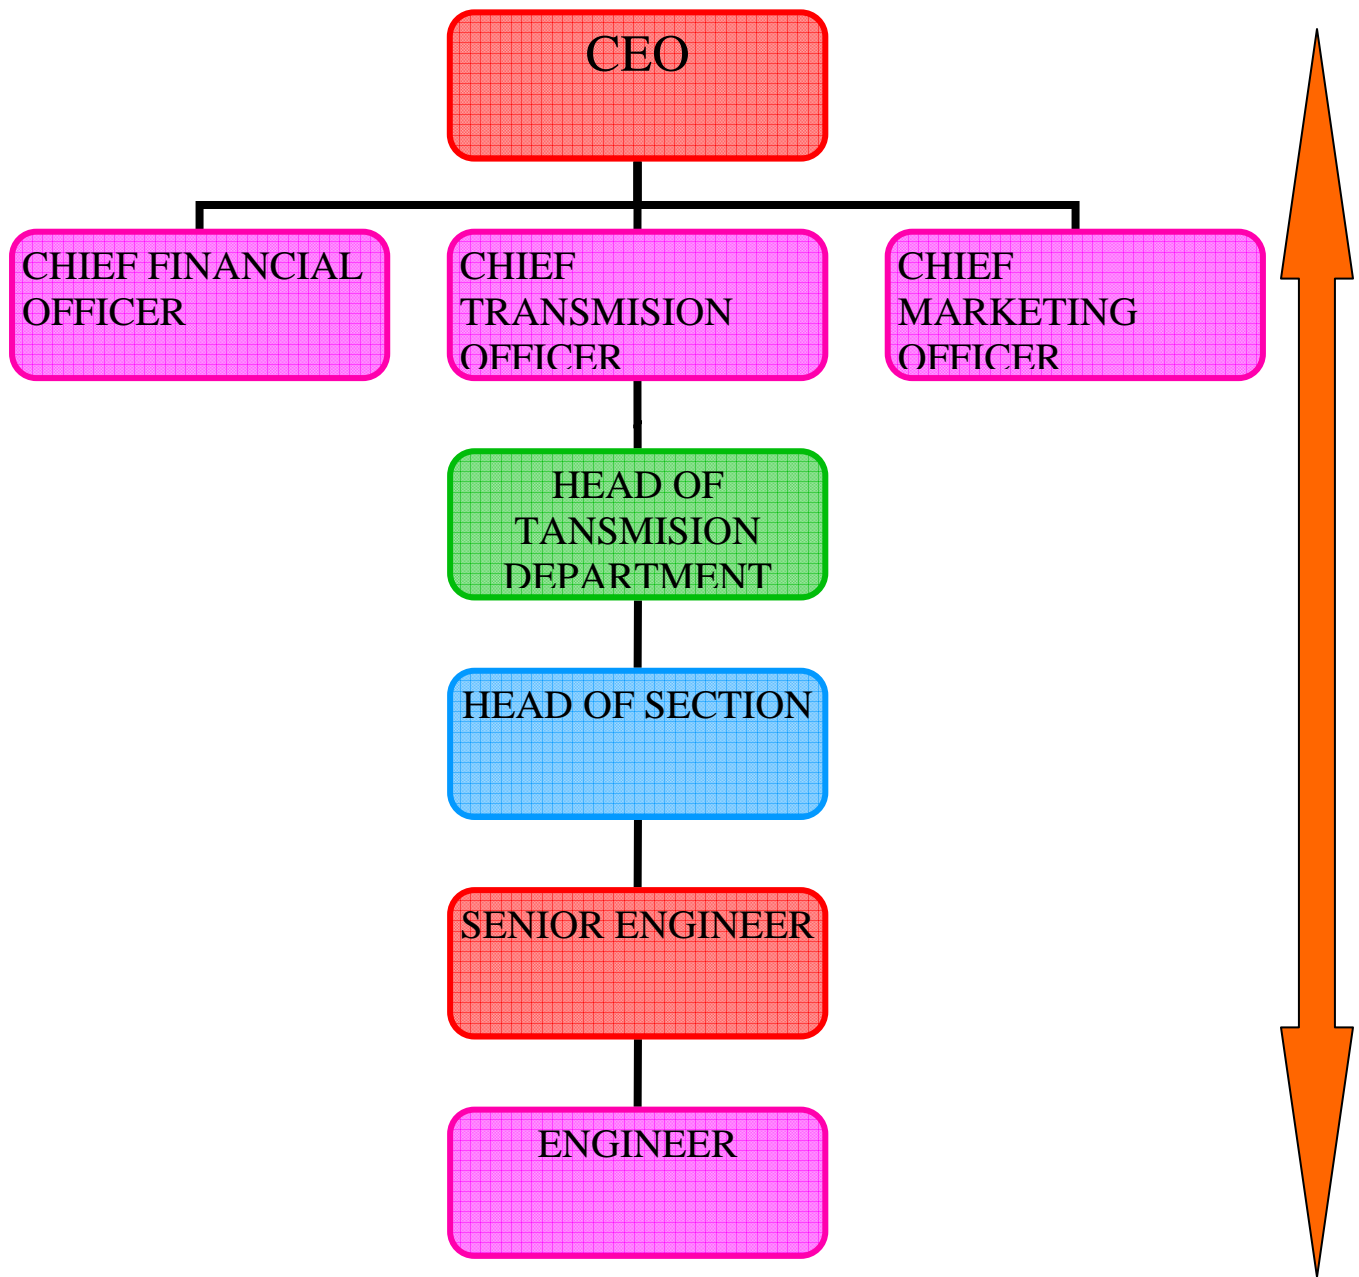 CEO
CHIEF FINANCIAL
OFFICER
CHIEF
TRANSMISION
OFFICER
CHIEF
MARKETING
OFFICER
HEAD OF
TANSMISION
DEPARTMENT
HEAD OF SECTION
SENIOR ENGINEER
ENGINEER